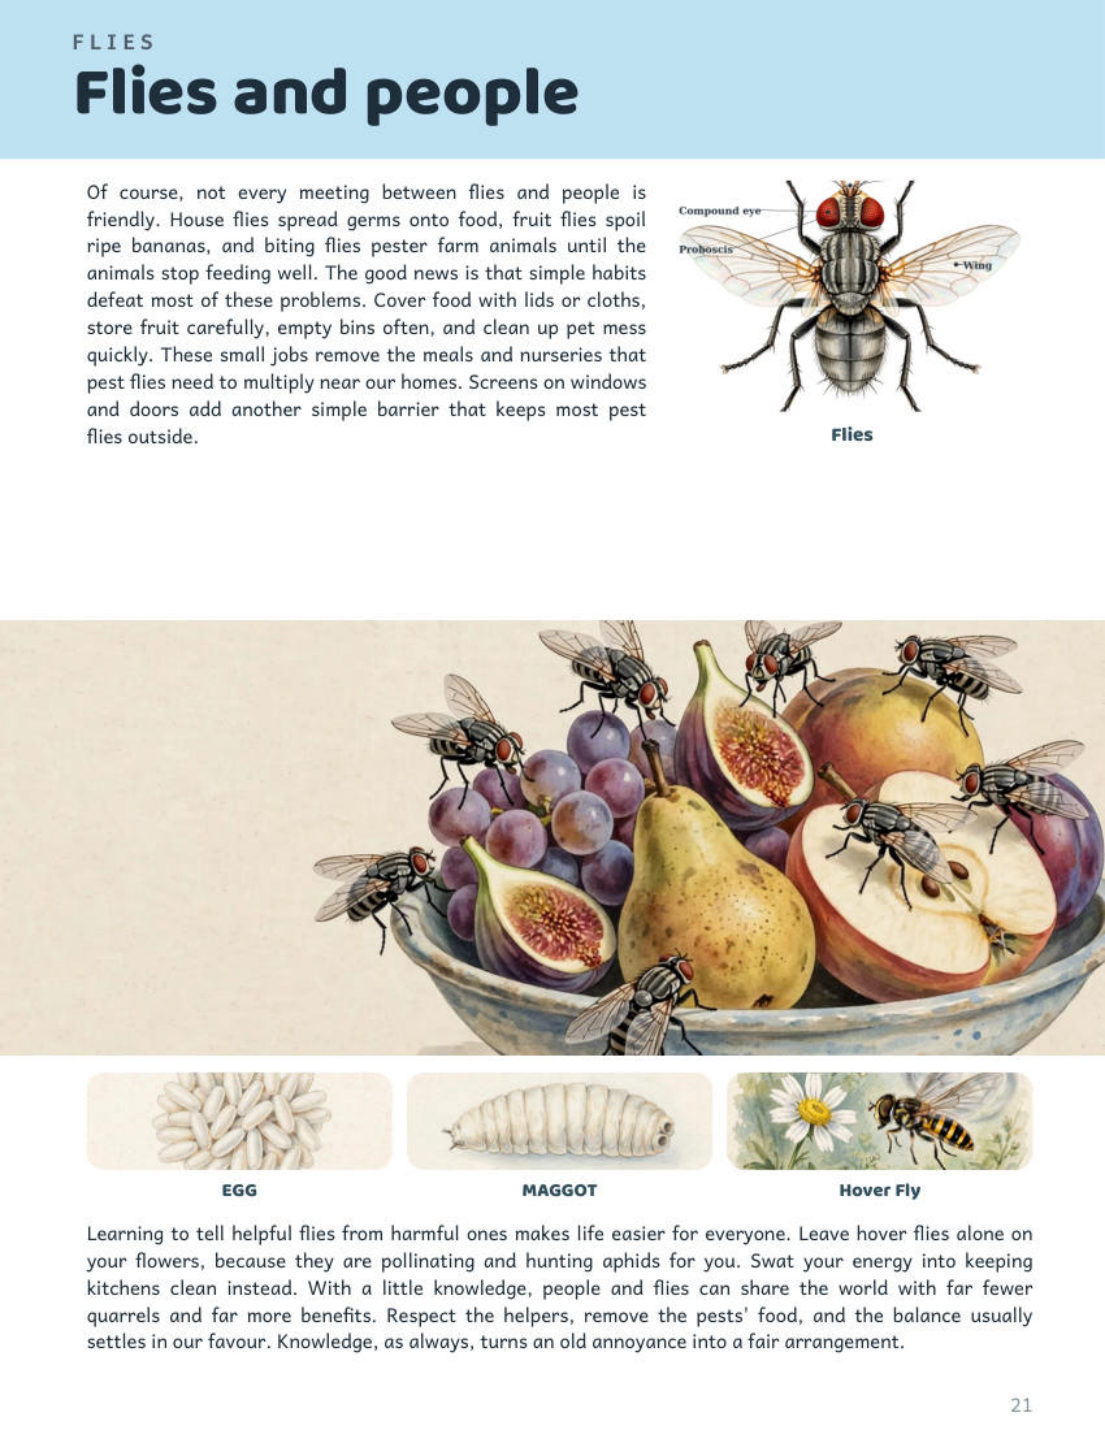 FLIES
Flies and people
Of course, not every meeting between flies and people is
friendly. House flies spread germs onto food, fruit flies spoil
ripe bananas, and biting flies pester farm animals until the
animals stop feeding well. The good news is that simple habits
defeat most of these problems. Cover food with lids or cloths,
store fruit carefully, empty bins often, and clean up pet mess
quickly. These small jobs remove the meals and nurseries that
pest flies need to multiply near our homes. Screens on windows
and doors add another simple barrier that keeps most pest
flies outside.
Compound eye
Proboscis
Wing
Flies
EGG
MAGGOT
Hover Fly
Learning to tell helpful flies from harmful ones makes life easier for everyone. Leave hover flies alone on
your flowers, because they are pollinating and hunting aphids for you. Swat your energy into keeping
kitchens clean instead. With a little knowledge, people and flies can share the world with far fewer
quarrels and far more benefits. Respect the helpers, remove the pests' food, and the balance usually
settles in our favour. Knowledge, as always, turns an old annoyance into a fair arrangement.
21